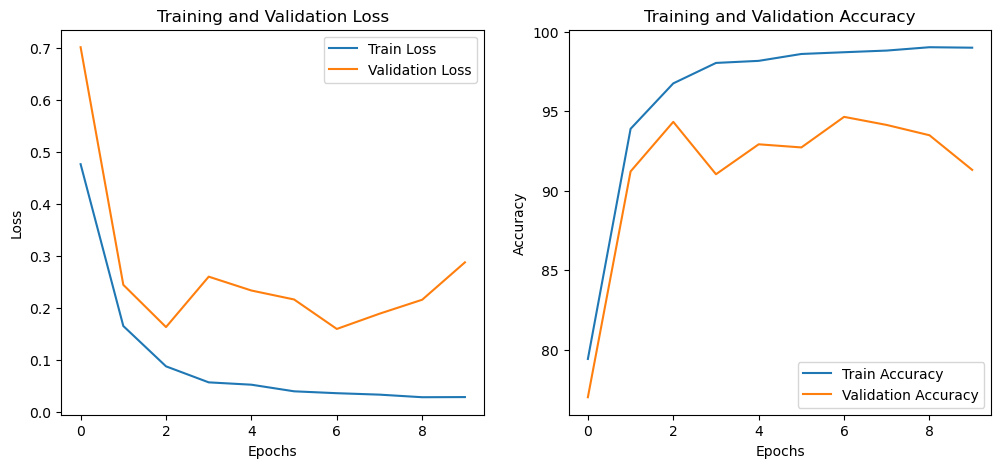 Training and Validation Loss
0.7
0.6
0.5
0.4
0.3
0.2
0.1
0.0
Loss
0 2 4 6 8
Epochs
Train Loss
Validation Loss
Training and Validation Accuracy
100
95
90
85
80
Accuracy
0 2 4 6 8
Epochs
Train Accuracy
Validation Accuracy